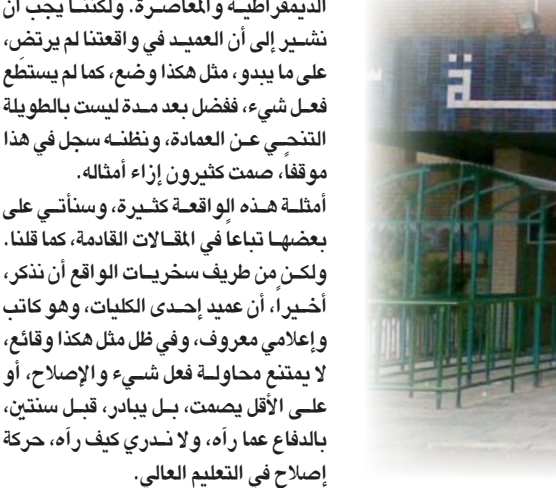 الديمقراطية والمعاصرة. ولكننا يجب أن
نشير إلى أن العميد في واقعتنا لم يرتض،
على ما يبدو، مثل هكذا وضع، كما لم يستطَع
فعل شيء، ففضل بعد مدة ليست بالطويلة
التنحي عن العمادة، ونظنه سجل في هذا
موقفاً، صمت كثيرون إزاء أمثاله.
أمثلة هذه الواقعة كثيرة، وسنأتي على
بعضها تباعاً في المقالات القادمة، كما قلنا.
ولكن من طريف سخريات الواقع أن نذكر،
أخيراً، أن عميد إحدى الكليات، وهو كاتب
وإعلامي معروف، وفي ظل مثل هكذا وقائع،
لا يمتنع محاولة فعل شيء والإصلاح، أو
على الأقل يصمت، بل يبادر، قبل سنتين،
بالدفاع عما رآه، ولا ندري كيف رآه، حركة
إصلاح في التعليم العالي.